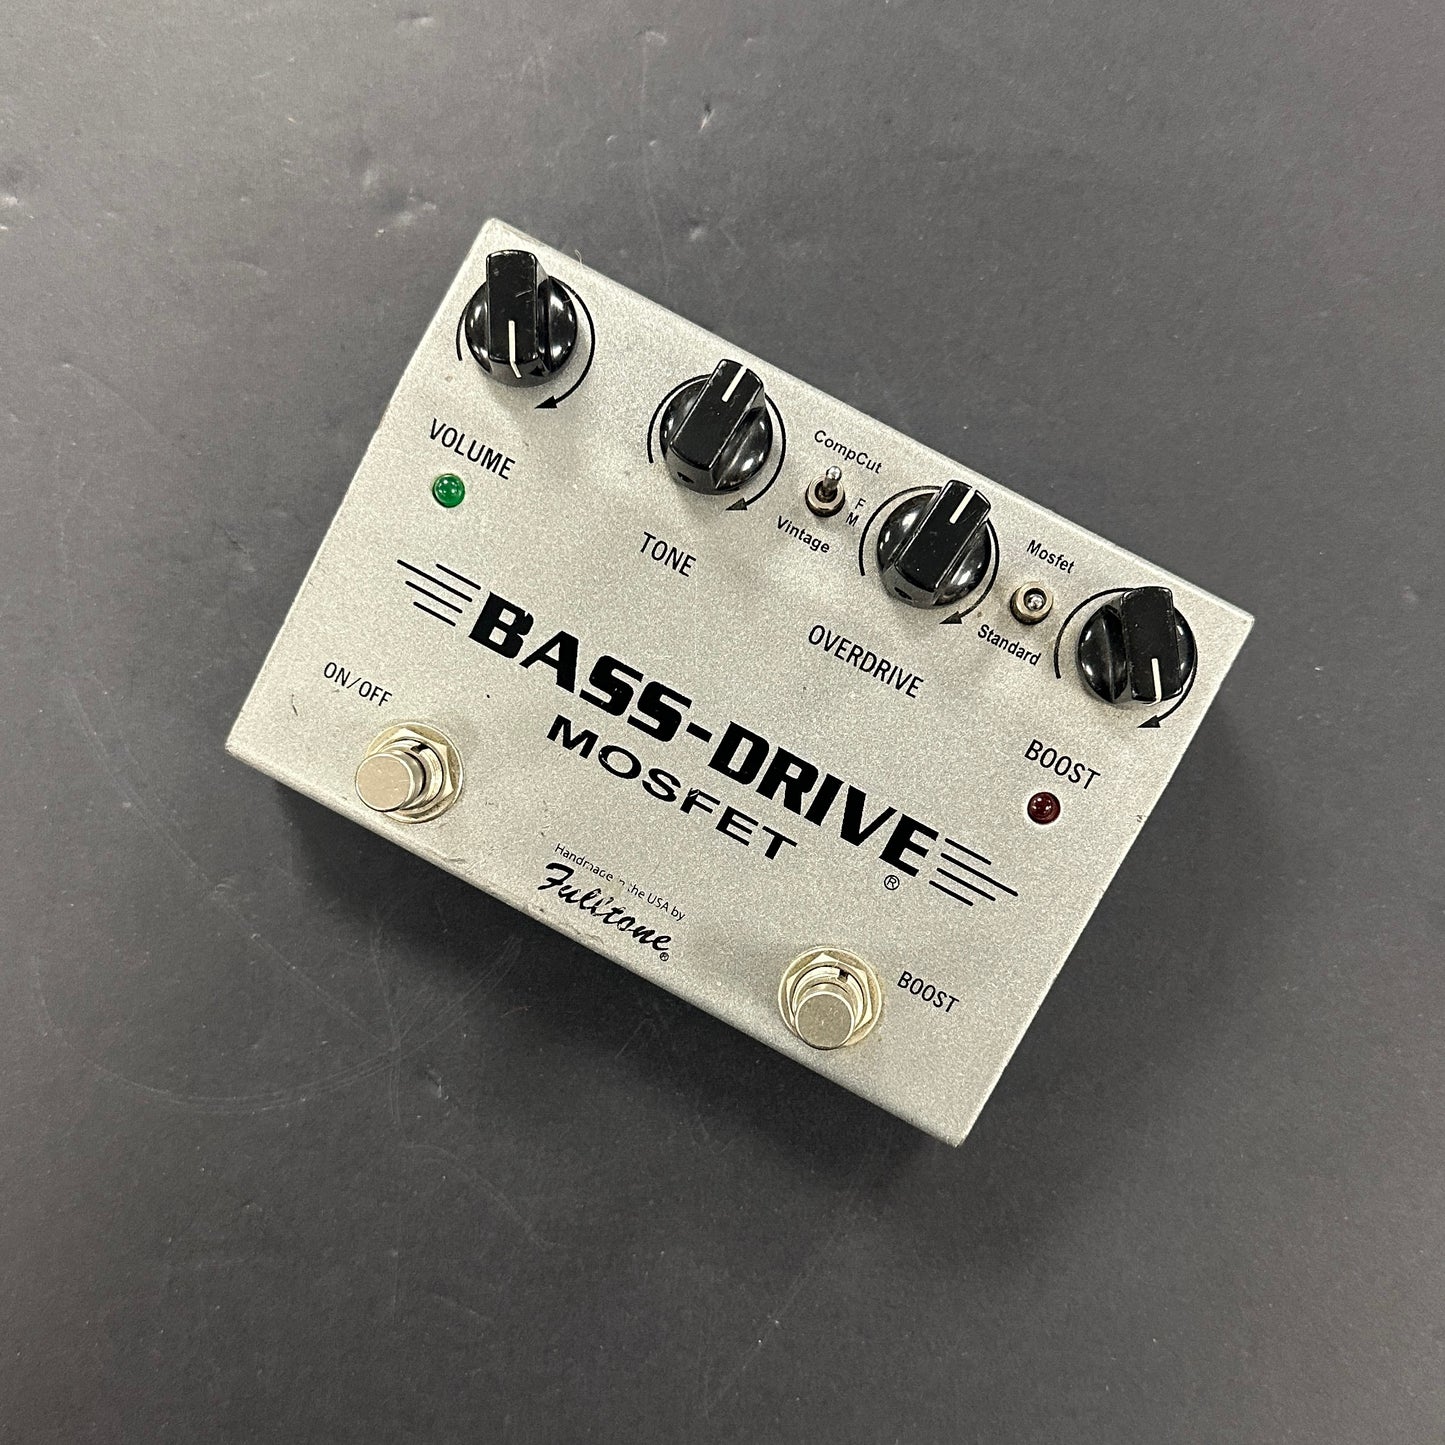 VOLUME
TONE
CompCut
F
M
Vintage
OVERDRIVE
Mosfet
Standard
BOOST
ON/OFF
BASS-DRIVE®
MOSFET
Handmade in the USA by
Fulltone®
BOOST